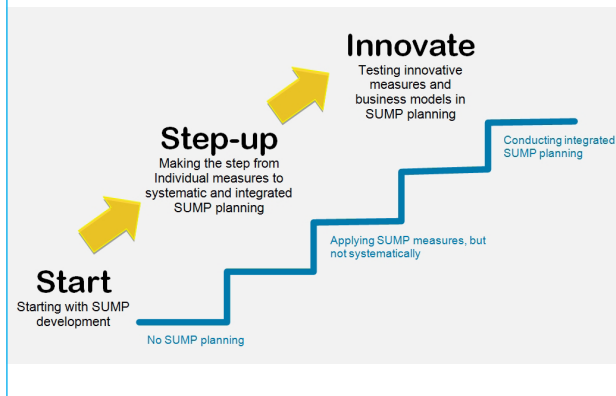 Innovate
Testing innovative
measures and
business models in
SUMP planning
Step-up
Making the step from
Individual measures to
systematic and integrated
SUMP planning
Start
Starting with SUMP
development
Conducting integrated
SUMP planning
Applying SUMP measures, but
not systematically
No SUMP planning